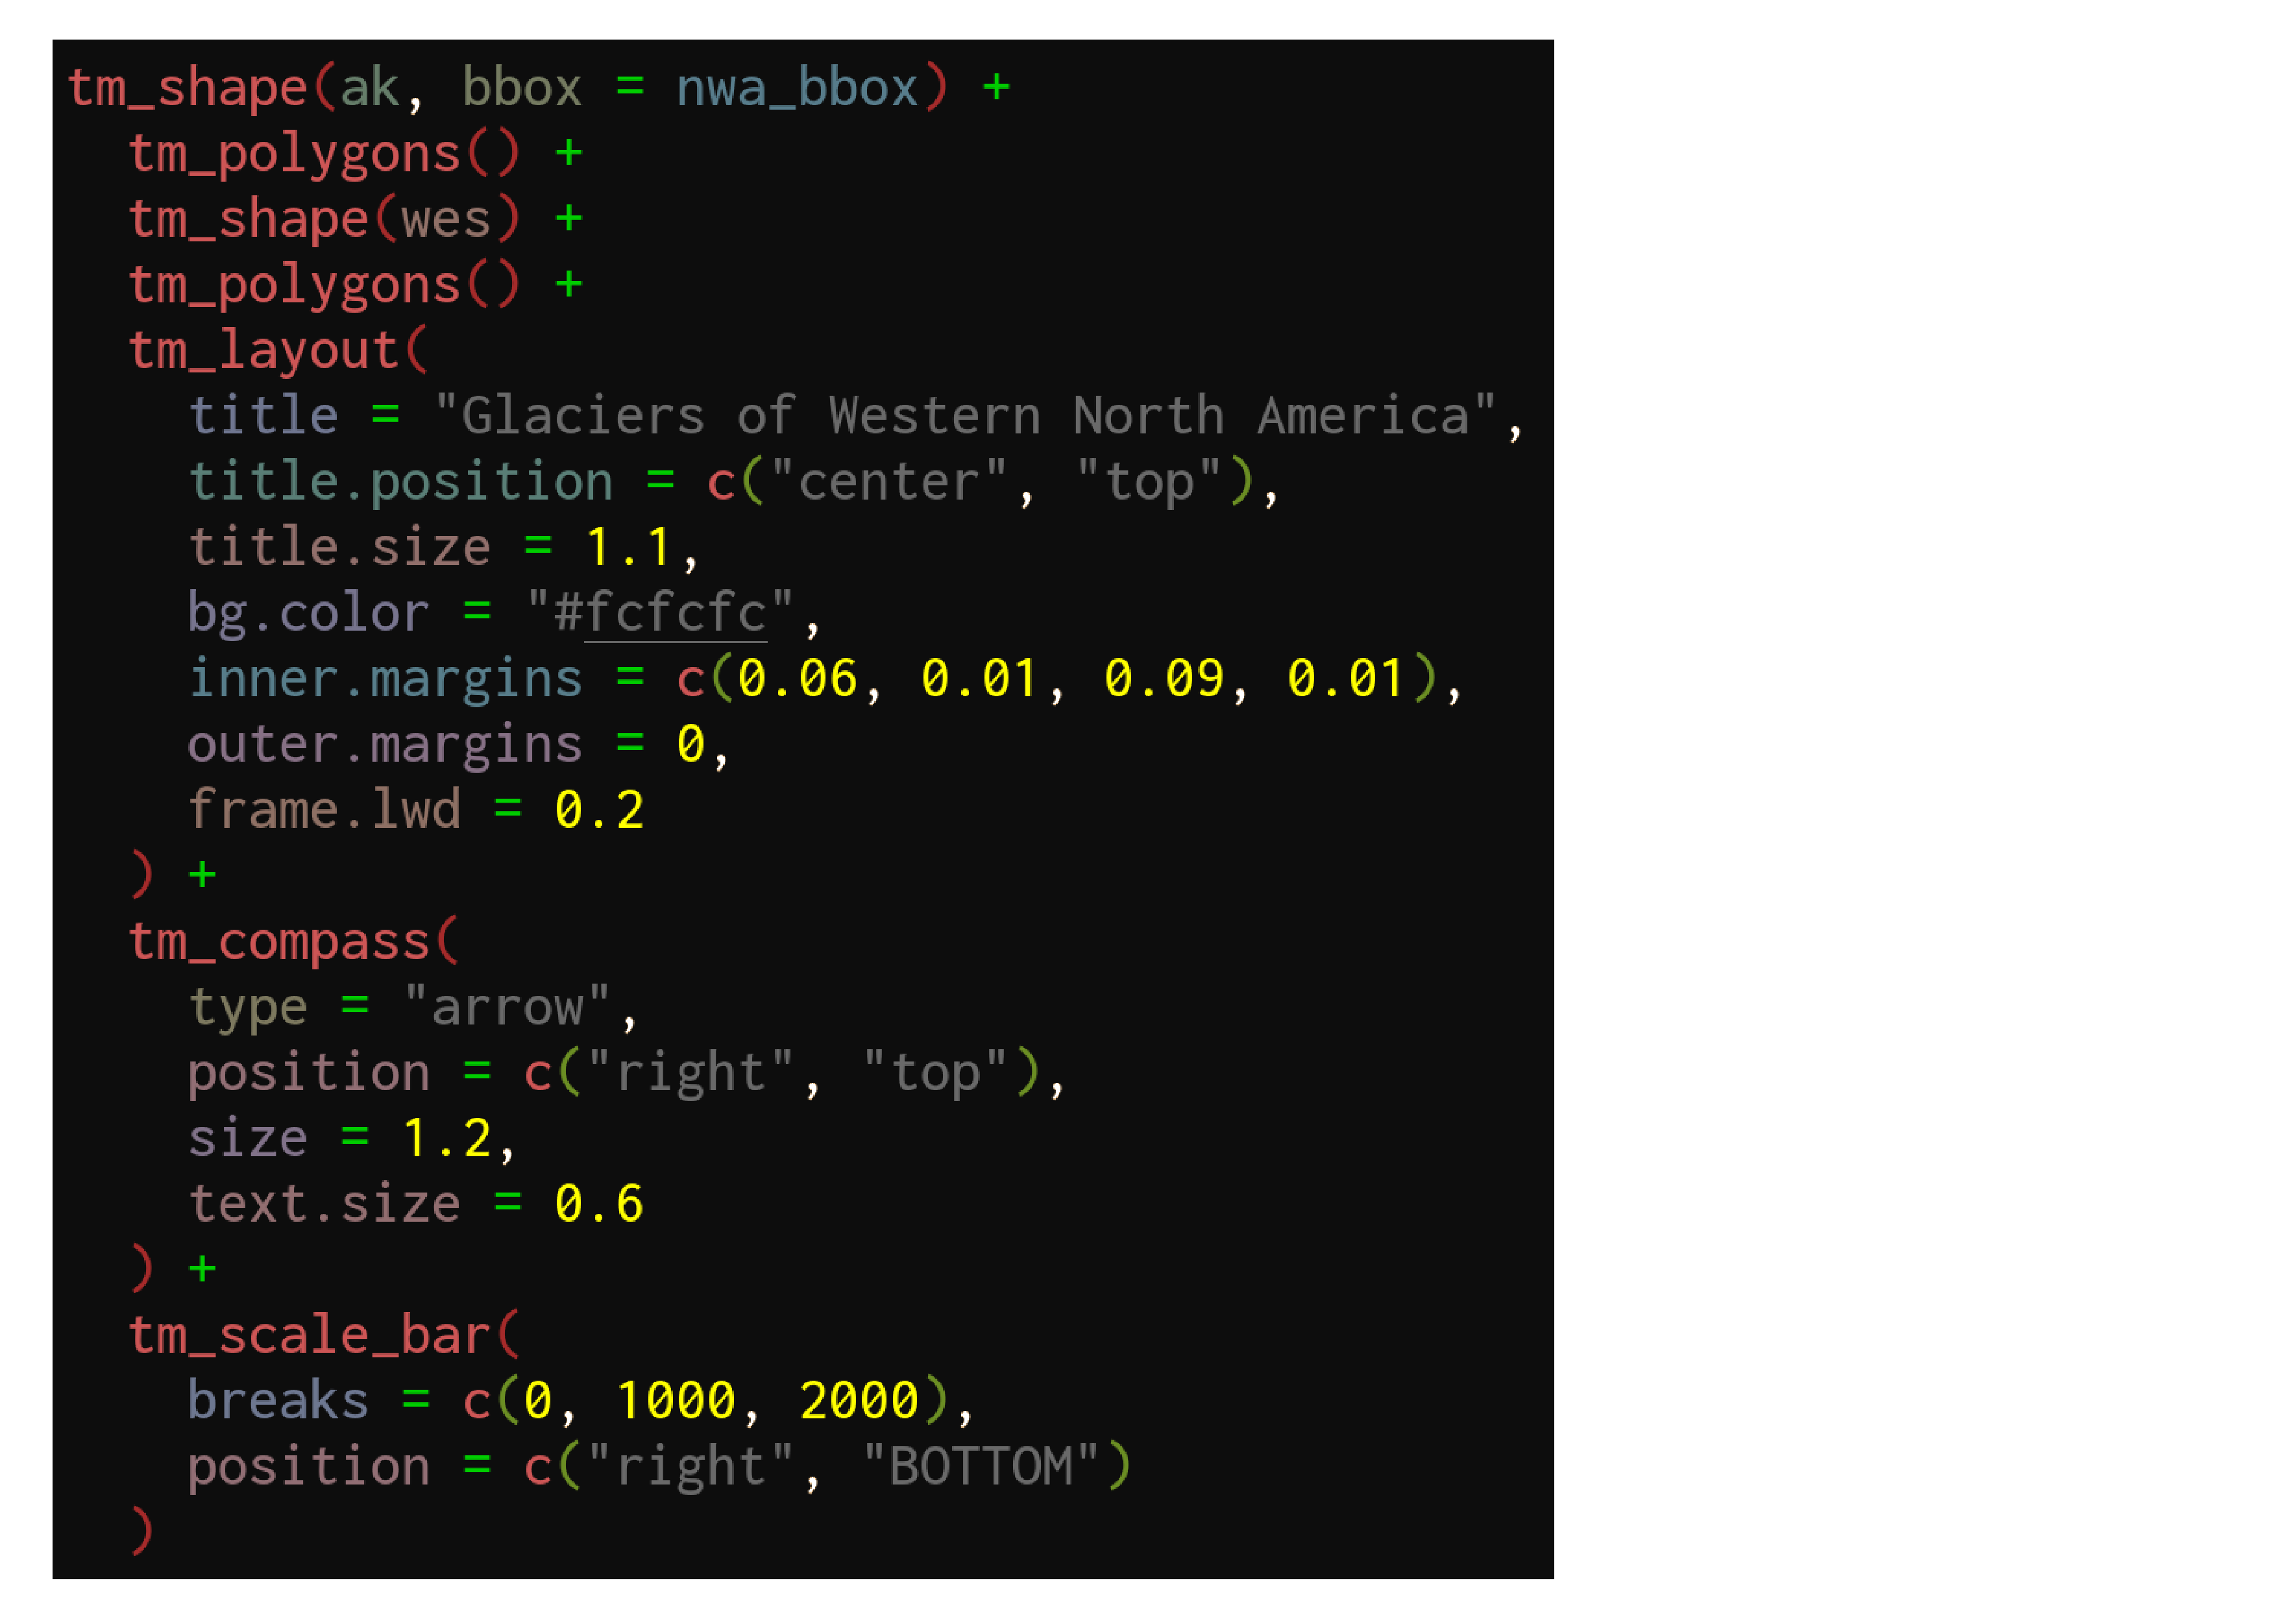 tm_shape(ak, bbox = nwa_bbox) +
  tm_polygons() +
  tm_shape(wes) +
  tm_polygons() +
  tm_layout(
    title = "Glaciers of Western North America",
    title.position = c("center", "top"),
    title.size = 1.1,
    bg.color = "#fcfcfc",
    inner.margins = c(0.06, 0.01, 0.09, 0.01),
    outer.margins = 0,
    frame.lwd = 0.2
  ) +
  tm_compass(
    type = "arrow",
    position = c("right", "top"),
    size = 1.2,
    text.size = 0.6
  ) +
  tm_scale_bar(
    breaks = c(0, 1000, 2000),
    position = c("right", "BOTTOM")
  )